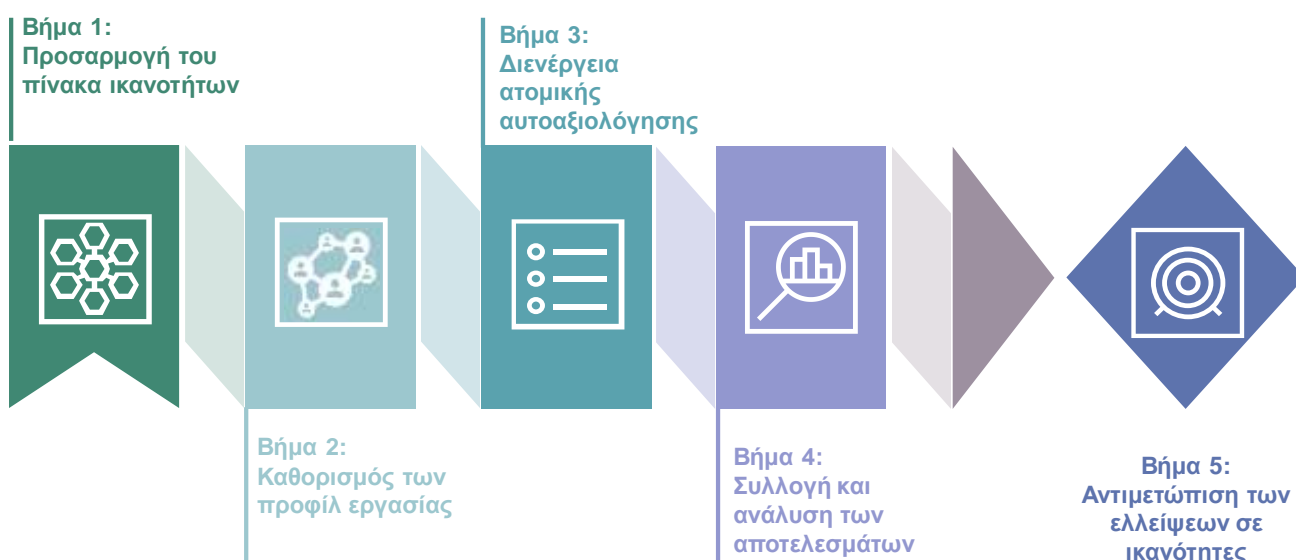 Βήμα 1:
Προσαρμογή του
πίνακα ικανοτήτων
Βήμα 2:
Καθορισμός των
προφίλ εργασίας
Βήμα 3:
Διενέργεια
ατομικής
αυτοαξιολόγησης
Βήμα 4:
Συλλογή και
ανάλυση των
αποτελεσμάτων
Βήμα 5:
Αντιμετώπιση των
ελλείψεων σε
ικανότητες